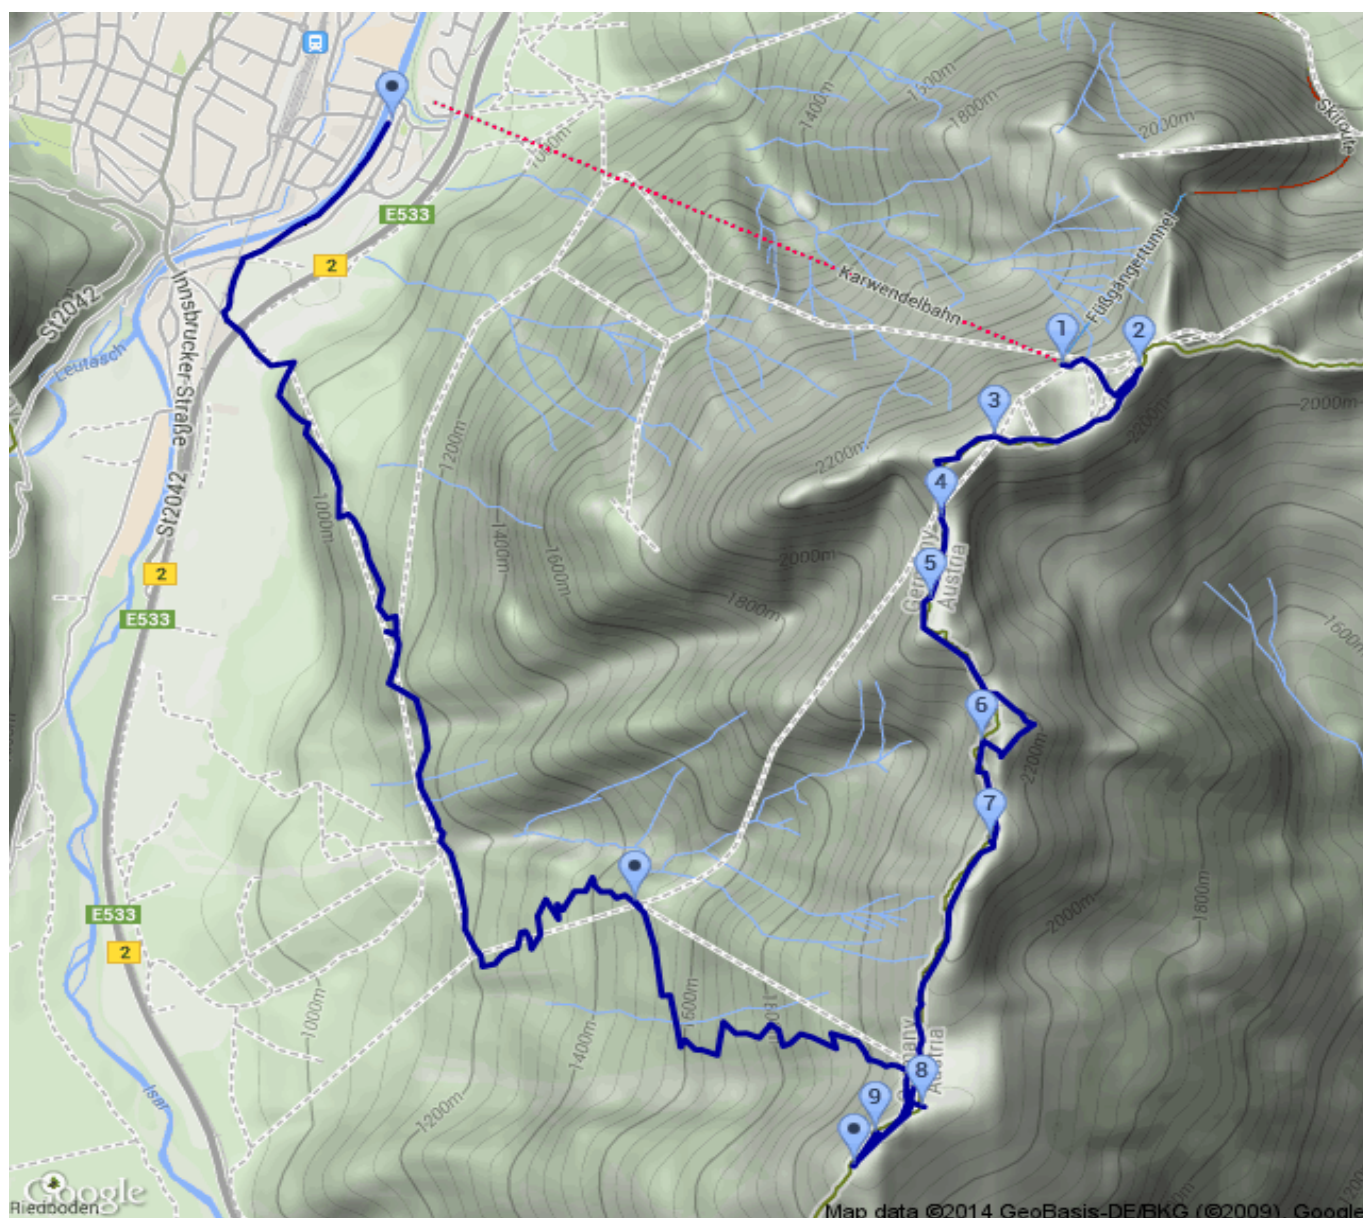 1400m
1500m
1800m
2000m
Skiroute
1000m
E533
2
Füßgängertunnel
Karwendelbahn
St2042
Innsbrucker-Straße
Leutasch
1
2
3
2000m
2200m
2200m
1200m
4
St2042
1000m
1400m
1600m
2000m
1800m
Germany
Austria
5
2
E533
1600m
6
2200m
7
E533
2
1800m
2000m
1000m
1600m
1400m
Austria
8
9
1200m
Isar
1200
Google
Riedboden
Map data ©2014 GeoBasis-DE/BKG (©2009), Google